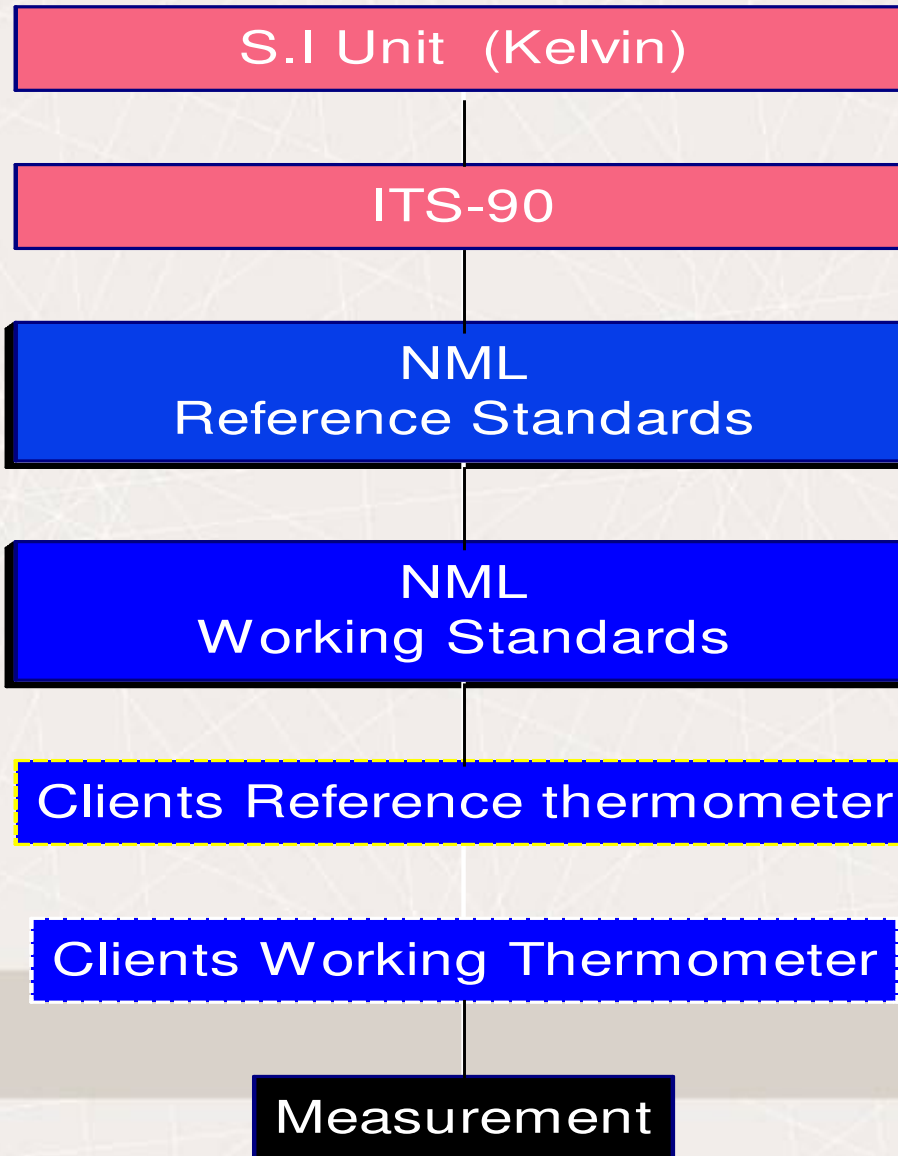 S.I Unit (Kelvin)
ITS-90
NML
Reference Standards
NML
Working Standards
Clients Reference thermometer
Clients Working Thermometer
Measurement